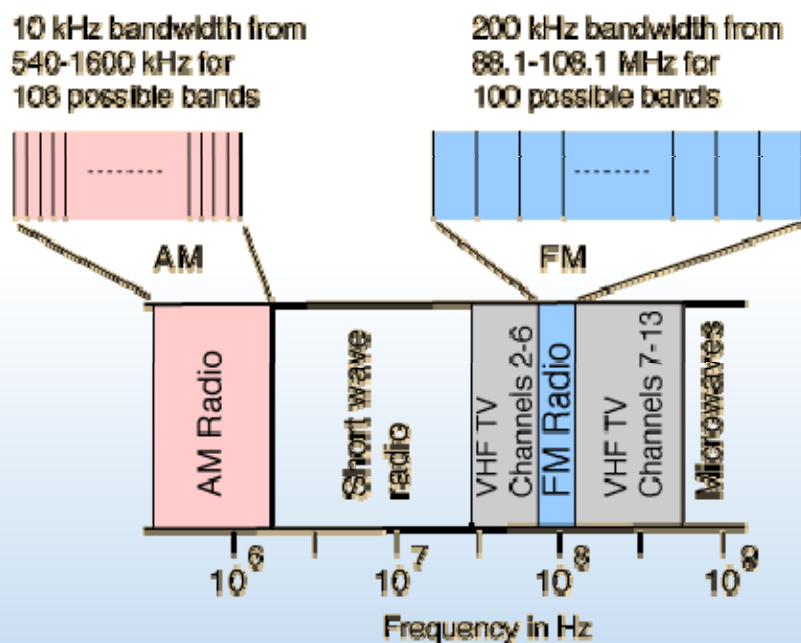 10 kHz bandwidth from
540-1600 kHz for
106 possible bands
200 kHz bandwidth from
88.1-108.1 MHz for
100 possible bands
AM
FM
AM Radio
Short wave
radio
VHF TV
Channels 2-6
FM Radio
VHF TV
Channels 7-13
Microwaves
10^6
10^7
10^8
10^9
Frequency in Hz